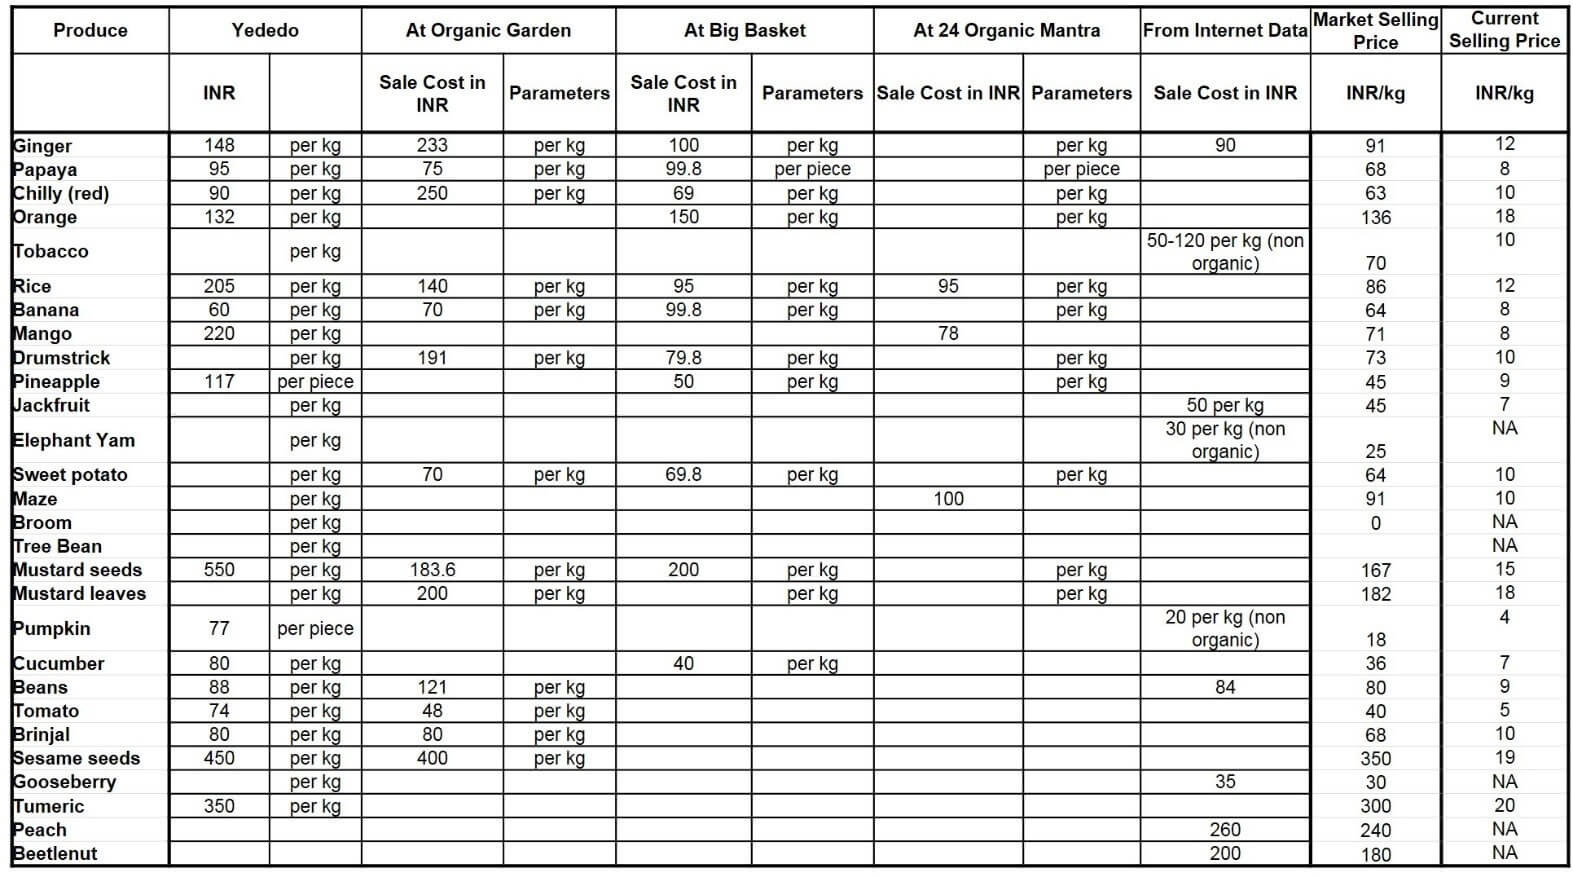 Produce Yededo At Organic Garden At Big Basket At 24 Organic Mantra From Internet Data Market Selling Price Current Selling Price
INR Sale Cost in INR Parameters Sale Cost in INR Parameters Sale Cost in INR Parameters Sale Cost in INR INR/kg INR/kg
Ginger 148 per kg 233 per kg 100 per kg per kg 90 91 12
Papaya 95 per kg 75 per kg 99.8 per piece per piece 68 8
Chilly (red) 90 per kg 250 per kg 69 per kg per kg 63 10
Orange 132 per kg 150 per kg per kg 136 18
Tobacco per kg 50-120 per kg (non organic) 70 10
Rice 205 per kg 140 per kg 95 per kg 95 per kg 86 12
Banana 60 per kg 70 per kg 99.8 per kg per kg 64 8
Mango 220 per kg 78 71 8
Drumstrick per kg 191 per kg 79.8 per kg per kg 73 10
Pineapple 117 per piece 50 per kg per kg 45 9
Jackfruit per kg 50 per kg 45 7
Elephant Yam per kg 30 per kg (non organic) 25 NA
Sweet potato per kg 70 per kg 69.8 per kg per kg 64 10
Maze per kg 100 91 10
Broom per kg 0 NA
Tree Bean per kg NA
Mustard seeds 550 per kg 183.6 per kg 200 per kg per kg 167 15
Mustard leaves per kg 200 per kg per kg per kg 182 18
Pumpkin 77 per piece 20 per kg (non organic) 18 4
Cucumber 80 per kg 40 per kg 36 7
Beans 88 per kg 121 per kg 84 80 9
Tomato 74 per kg 48 per kg 40 5
Brinjal 80 per kg 80 per kg 68 10
Sesame seeds 450 per kg 400 per kg 350 19
Gooseberry per kg 35 30 NA
Tumeric 350 per kg 300 20
Peach 260 240 NA
Beetlenut 200 180 NA